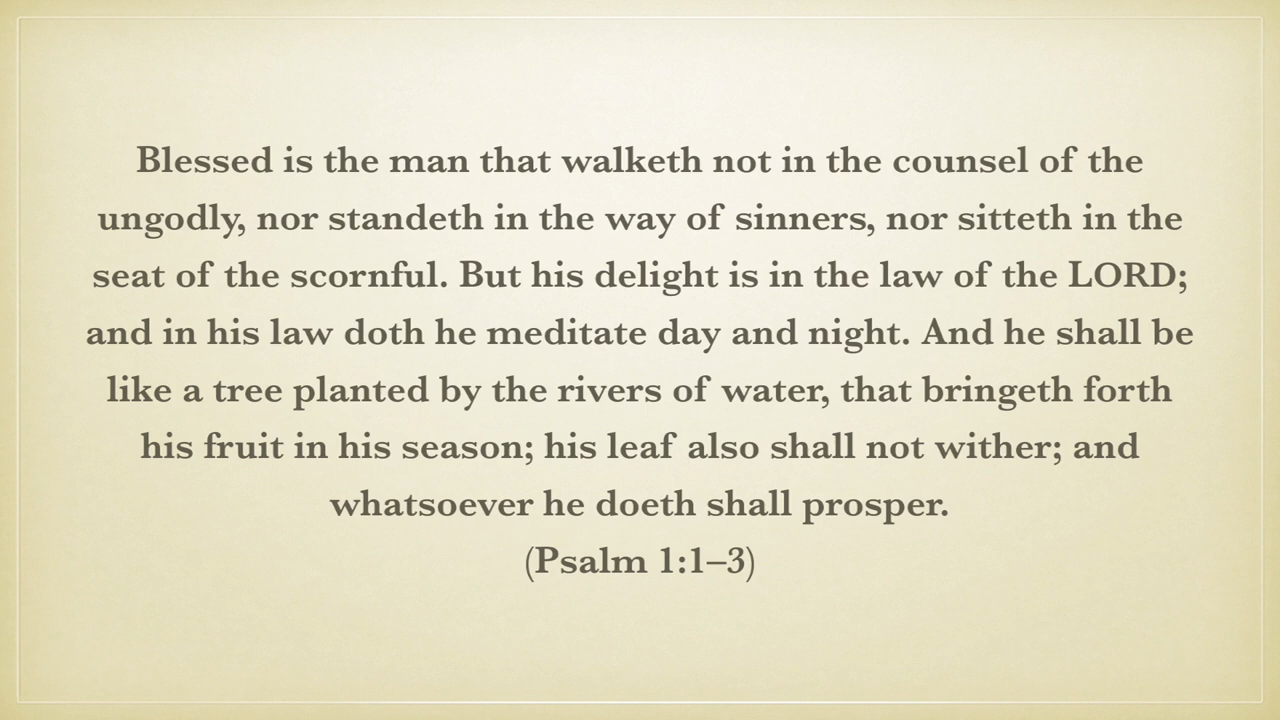 Blessed is the man that walketh not in the counsel of the
ungodly, nor standeth in the way of sinners, nor sitteth in the
seat of the scornful. But his delight is in the law of the LORD;
and in his law doth he meditate day and night. And he shall be
like a tree planted by the rivers of water, that bringeth forth
his fruit in his season; his leaf also shall not wither; and
whatsoever he doeth shall prosper.
(Psalm 1:1–3)